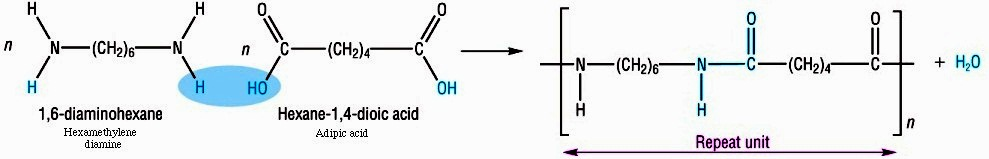 H H O O O O
n N—(CH₂)₆—N n C—(CH₂)₄—C N—(CH₂)₆—N—C—(CH₂)₄—C + H₂O
H H HO OH H H n
1,6-diaminohexane Hexane-1,4-dioic acid
Hexamethylene Adipic acid
diamine
Repeat unit